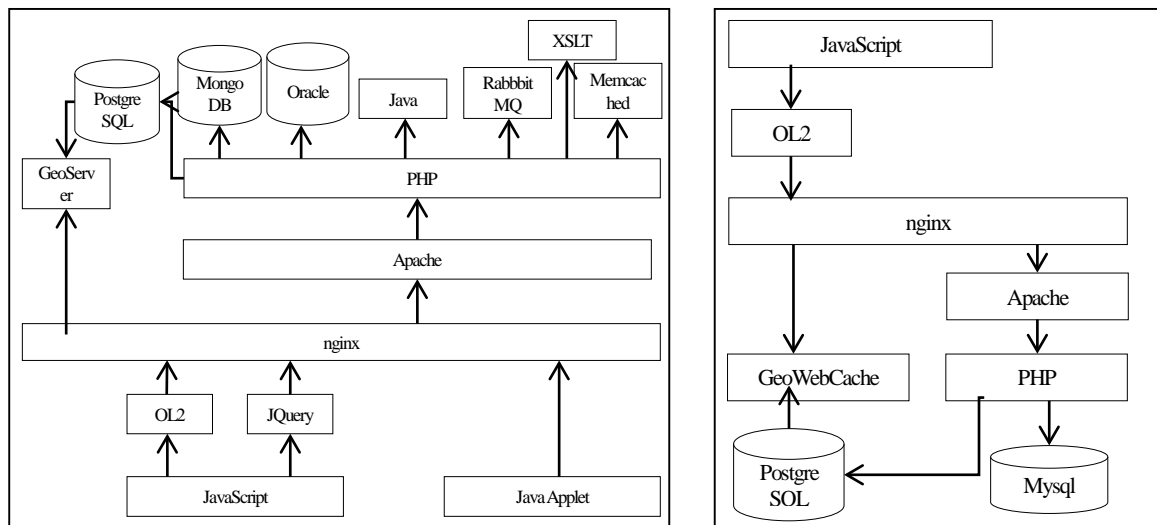 XSLT
Mongo
DB
Oracle
Postgre
SQL
Java
Rabbbit
MQ
Memcac
hed
GeoServ
er
PHP
Apache
nginx
OL2
JQuery
JavaScript
Java Applet
JavaScript
OL2
nginx
Apache
GeoWebCache
PHP
Postgre
SOL
Mysql